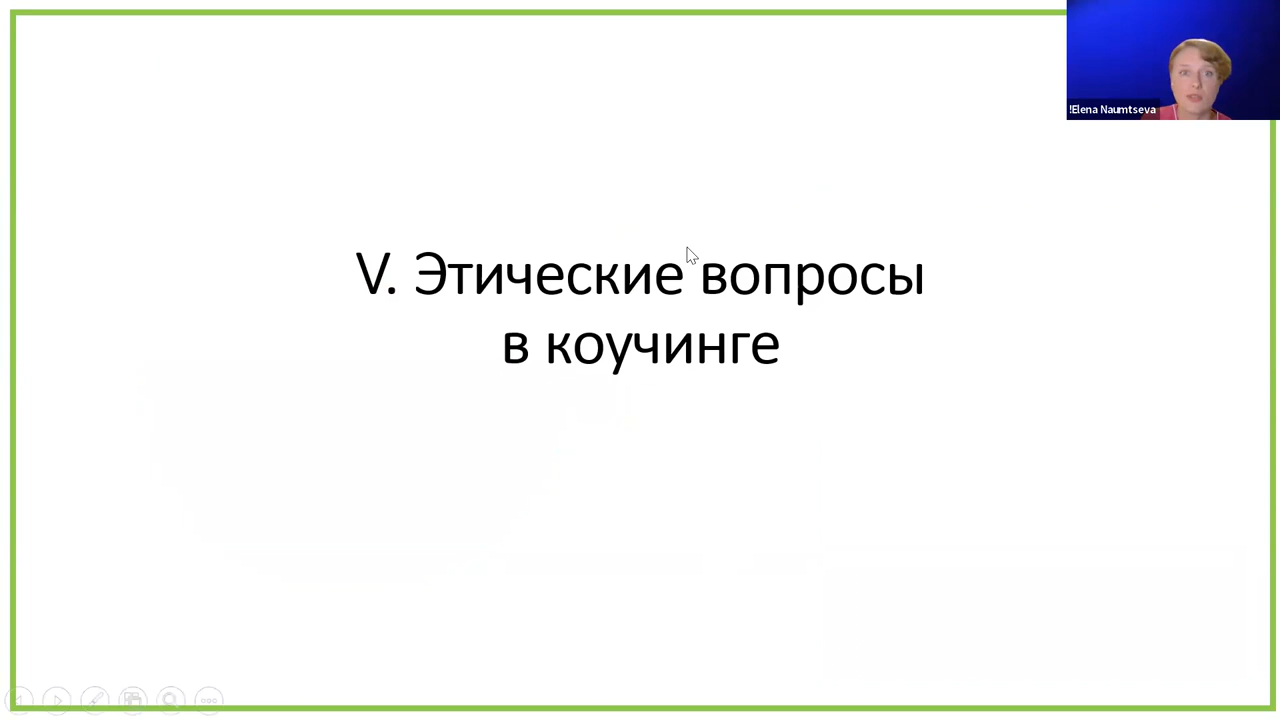 !Elena Naumtseva
V. Этические вопросы
в коучинге